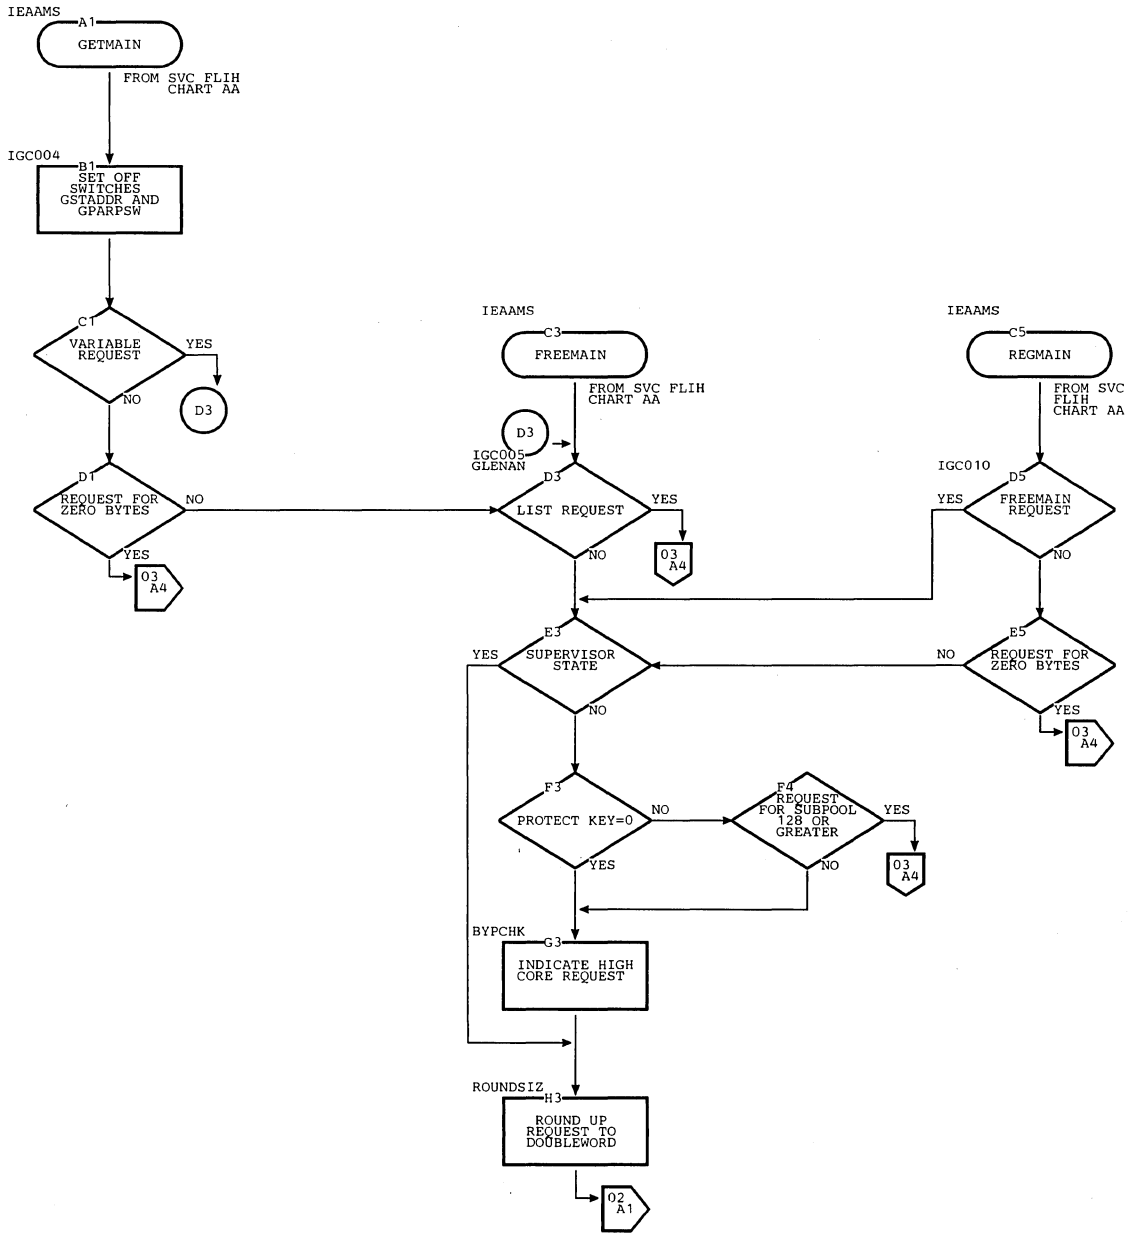 IEAAMS
A1
GETMAIN
FROM SVC FLIH
CHART AA
IGC004
B1
SET OFF
SWITCHES
GSTADDR AND
GPARPSW
C1
VARIABLE
REQUEST
YES
NO
D3
D1
REQUEST FOR
ZERO BYTES
NO
YES
03
A4
IEAAMS
C3
FREEMAIN
FROM SVC FLIH
CHART AA
D3
IGC005
GLENAN
D3
LIST REQUEST
YES
NO
03
A4
E3
SUPERVISOR
STATE
YES
NO
F3
PROTECT KEY=0
NO
YES
F4
REQUEST
FOR SUBPOOL
128 OR
GREATER
YES
NO
03
A4
BYPCHK
G3
INDICATE HIGH
CORE REQUEST
ROUNDSIZ
H3
ROUND UP
REQUEST TO
DOUBLEWORD
02
A1
IEAAMS
C5
REGMAIN
FROM SVC
FLIH
CHART AA
IGC010
D5
FREEMAIN
REQUEST
YES
NO
E5
REQUEST FOR
ZERO BYTES
NO
YES
03
A4